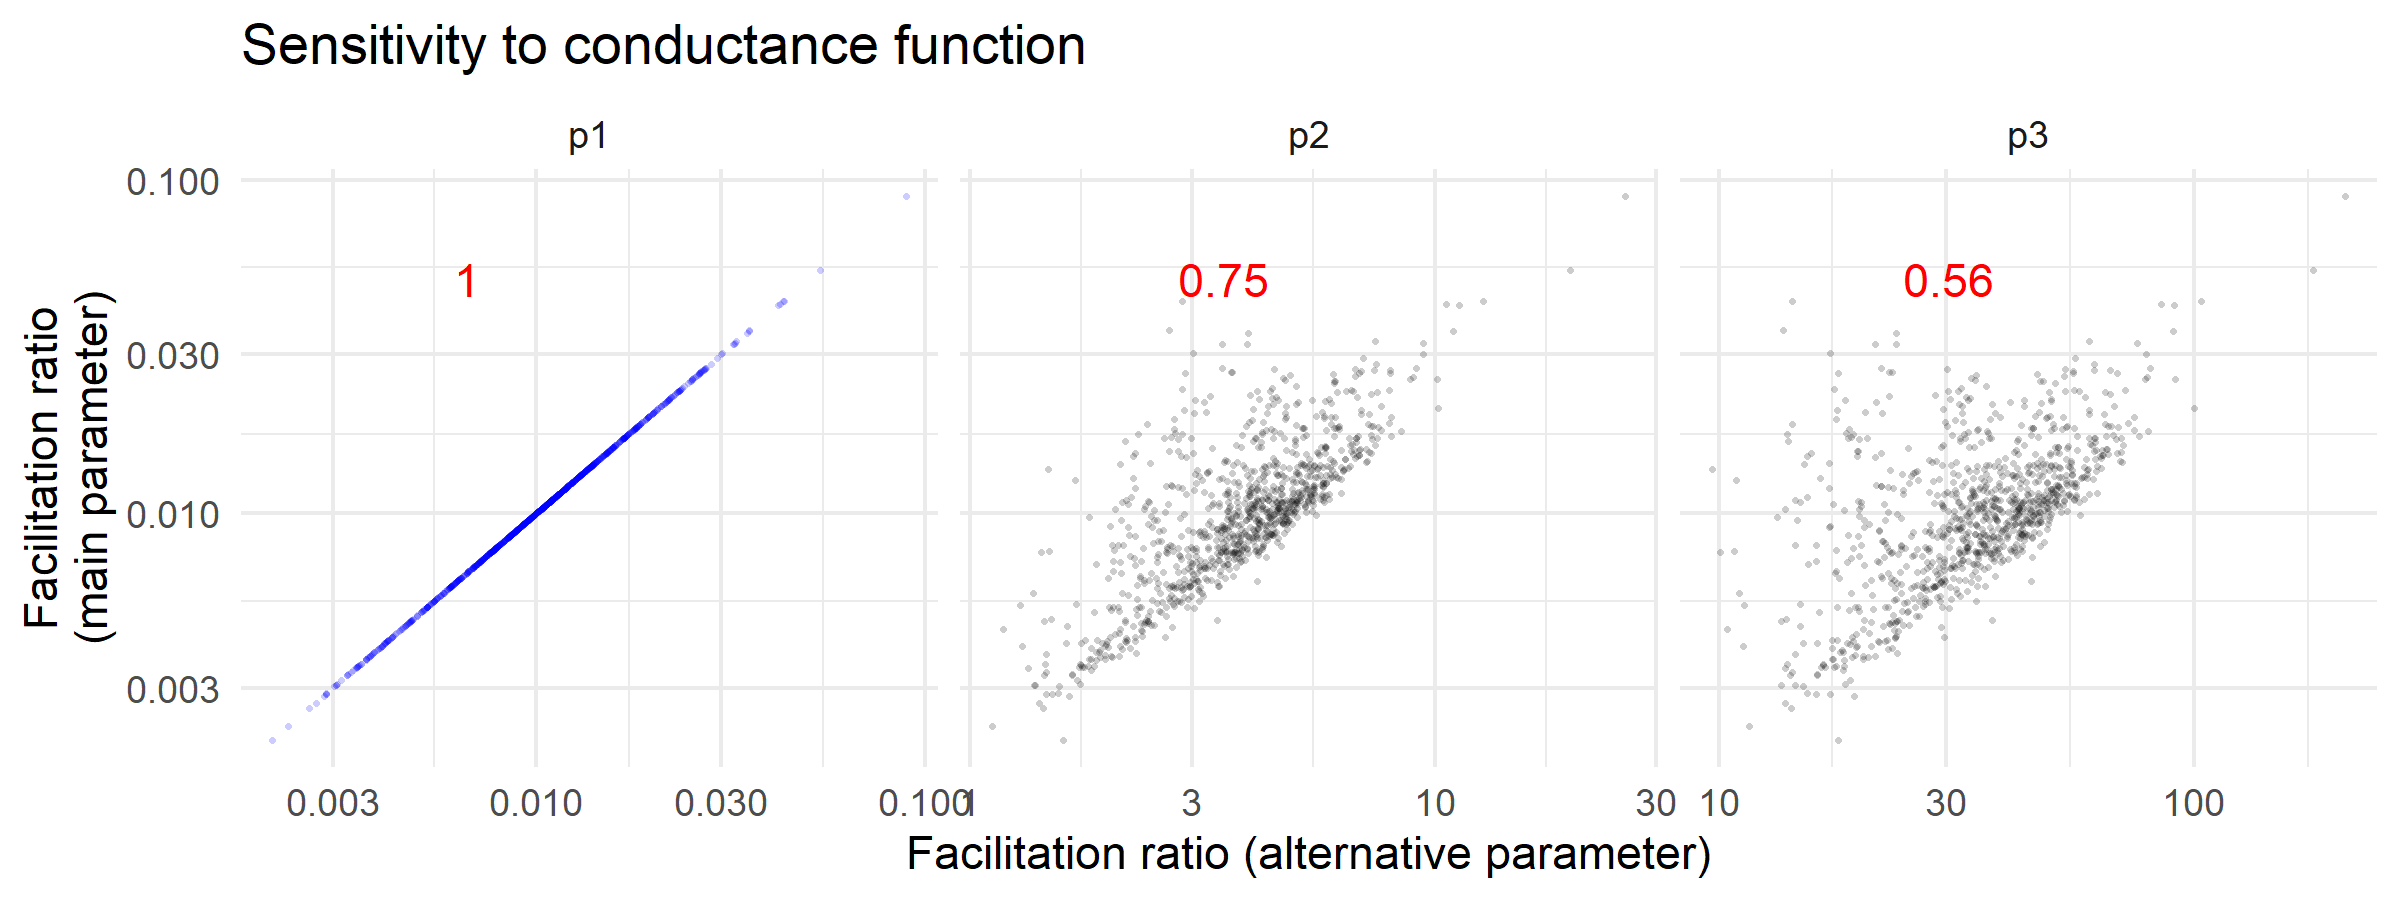 Sensitivity to conductance function
p1 p2 p3
Facilitation ratio
(main parameter)
0.100
0.030
0.010
0.003
1 0.75 0.56
0.003 0.010 0.030 0.100 1 3 10 30 10 30 100
Facilitation ratio (alternative parameter)